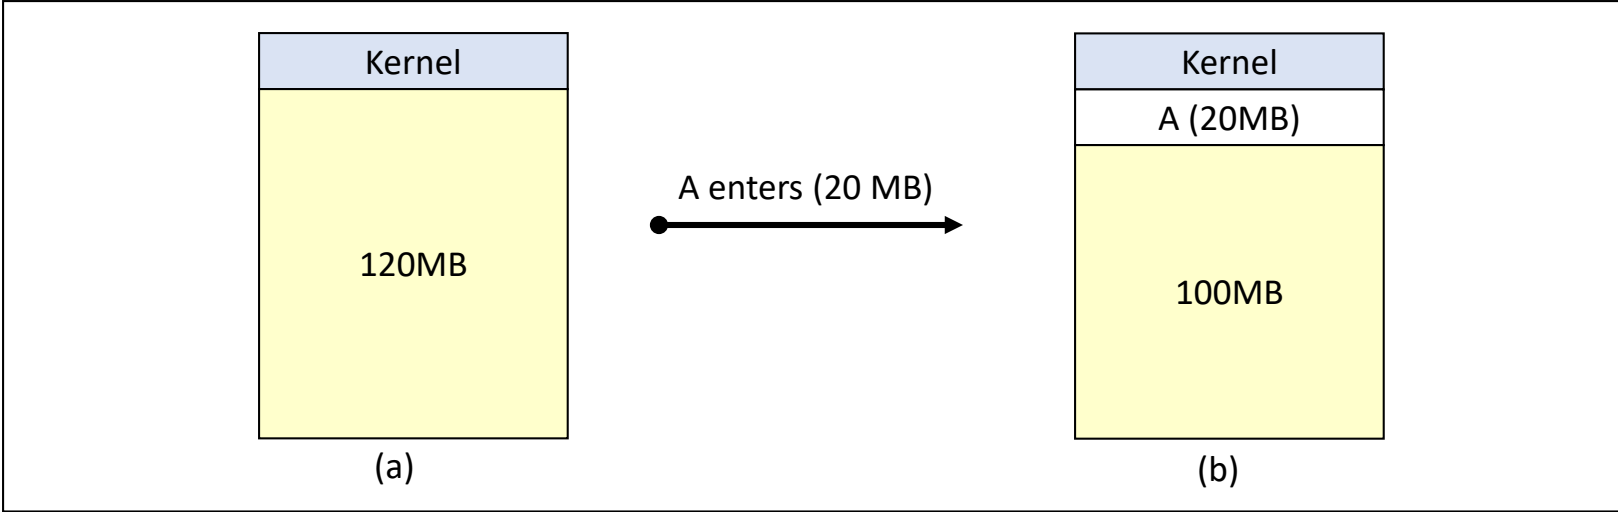 Kernel
120MB
(a)
A enters (20 MB)
Kernel
A (20MB)
100MB
(b)